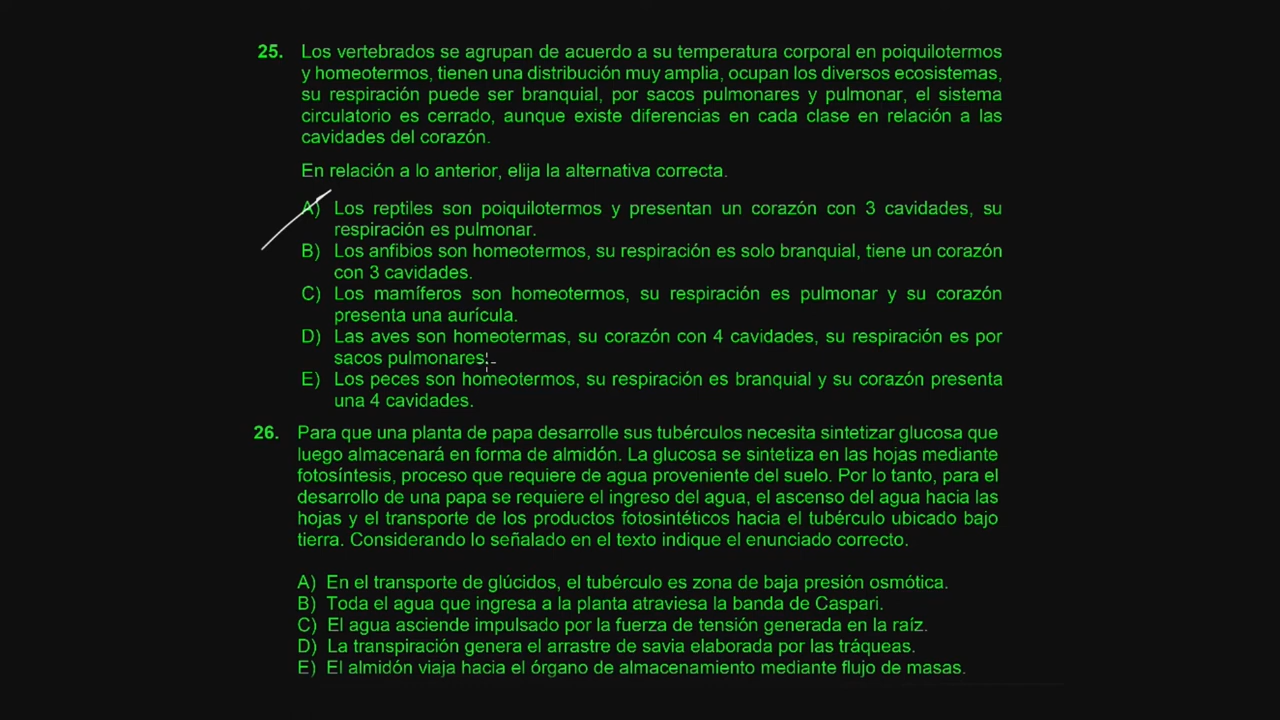 25. Los vertebrados se agrupan de acuerdo a su temperatura corporal en poiquilotermos
y homeotermos, tienen una distribución muy amplia, ocupan los diversos ecosistemas,
su respiración puede ser branquial, por sacos pulmonares y pulmonar, el sistema
circulatorio es cerrado, aunque existe diferencias en cada clase en relación a las
cavidades del corazón.
En relación a lo anterior, elija la alternativa correcta.
A) Los reptiles son poiquilotermos y presentan un corazón con 3 cavidades, su
respiración es pulmonar.
B) Los anfibios son homeotermos, su respiración es solo branquial, tiene un corazón
con 3 cavidades.
C) Los mamíferos son homeotermos, su respiración es pulmonar y su corazón
presenta una aurícula.
D) Las aves son homeotermas, su corazón con 4 cavidades, su respiración es por
sacos pulmonares.
E) Los peces son homeotermos, su respiración es branquial y su corazón presenta
una 4 cavidades.
26. Para que una planta de papa desarrolle sus tubérculos necesita sintetizar glucosa que
luego almacenará en forma de almidón. La glucosa se sintetiza en las hojas mediante
fotosíntesis, proceso que requiere de agua proveniente del suelo. Por lo tanto, para el
desarrollo de una papa se requiere el ingreso del agua, el ascenso del agua hacia las
hojas y el transporte de los productos fotosintéticos hacia el tubérculo ubicado bajo
tierra. Considerando lo señalado en el texto indique el enunciado correcto.
A) En el transporte de glúcidos, el tubérculo es zona de baja presión osmótica.
B) Toda el agua que ingresa a la planta atraviesa la banda de Caspari.
C) El agua asciende impulsado por la fuerza de tensión generada en la raíz.
D) La transpiración genera el arrastre de savia elaborada por las tráqueas.
E) El almidón viaja hacia el órgano de almacenamiento mediante flujo de masas.